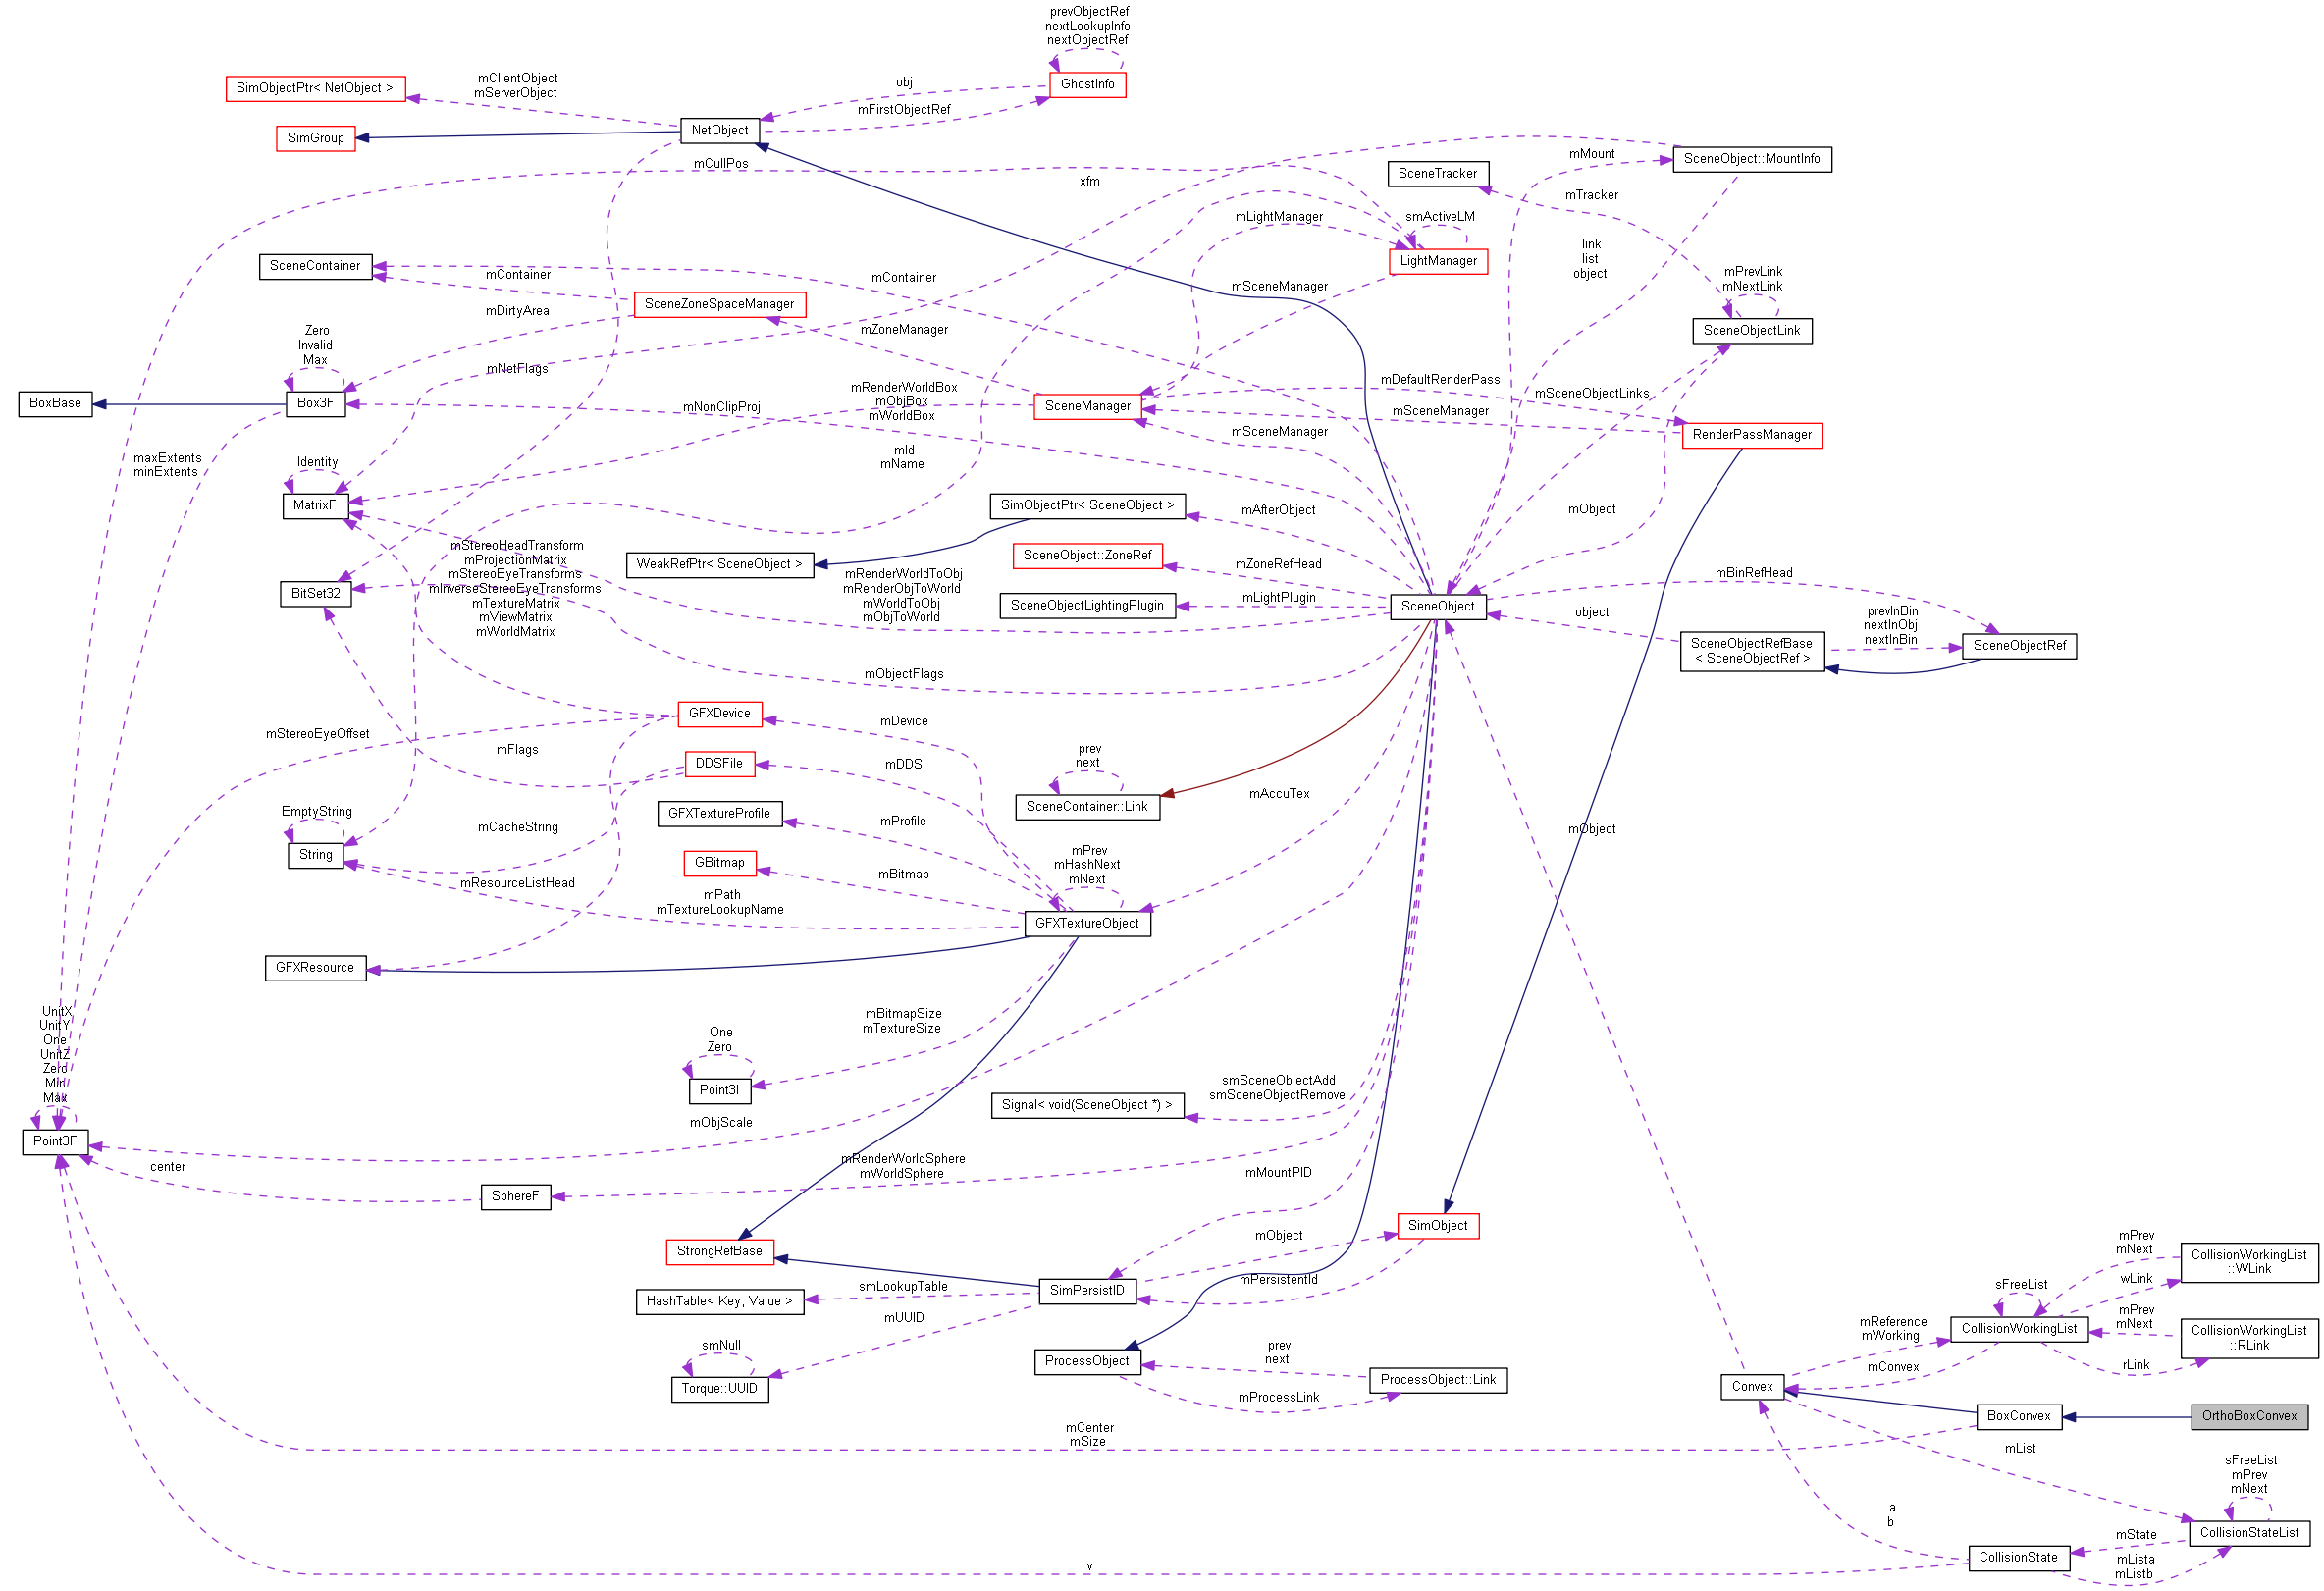 prevObjectRef
nextLookupInfo
nextObjectRef
SimObjectPtr< NetObject >
mClientObject
mServerObject
obj
GhostInfo
mFirstObjectRef
SimGroup
NetObject
mCullPos
xfm
mMount
SceneObject::MountInfo
SceneTracker
mTracker
mLightManager
smActiveLM
link
list
object
SceneContainer
mContainer
mContainer
mSceneManager
LightManager
mPrevLink
mNextLink
SceneZoneSpaceManager
mDirtyArea
mZoneManager
SceneObjectLink
Zero
Invalid
Max
mNetFlags
mRenderWorldBox
mObjBox
mWorldBox
mDefaultRenderPass
mSceneObjectLinks
BoxBase
Box3F
mNonClipProj
SceneManager
mSceneManager
mSceneManager
RenderPassManager
maxExtents
minExtents
Identity
mId
mName
MatrixF
SimObjectPtr< SceneObject >
mAfterObject
mObject
mStereoHeadTransform
mProjectionMatrix
mStereoEyeTransforms
mInverseStereoEyeTransforms
mTextureMatrix
mViewMatrix
mWorldMatrix
WeakRefPtr< SceneObject >
SceneObject::ZoneRef
mZoneRefHead
mBinRefHead
BitSet32
mRenderWorldToObj
mRenderObjToWorld
mWorldToObj
mObjToWorld
SceneObjectLightingPlugin
mLightPlugin
SceneObject
object
prevInBin
nextInObj
nextInBin
SceneObjectRefBase
< SceneObjectRef >
SceneObjectRef
mObjectFlags
mStereoEyeOffset
GFXDevice
mDevice
mFlags
DDSFile
mDDS
prev
next
SceneContainer::Link
mAccuTex
EmptyString
String
mCacheString
GFXTextureProfile
mProfile
mObject
mResourceListHead
GBitmap
mBitmap
mPrev
mHashNext
mNext
mPath
mTextureLookupName
GFXTextureObject
GFXResource
UnitX
UnitY
One
UnitZ
Zero
Min
Max
mBitmapSize
mTextureSize
One
Zero
Point3I
Signal< void(SceneObject *) >
smSceneObjectAdd
smSceneObjectRemove
Point3F
mObjScale
center
SphereF
mRenderWorldSphere
mWorldSphere
mMountPID
StrongRefBase
mObject
SimObject
HashTable< Key, Value >
smLookupTable
SimPersistID
mPersistentId
mUUID
smNull
Torque::UUID
ProcessObject
prev
next
mProcessLink
ProcessObject::Link
mPrev
mNext
CollisionWorkingList
::WLink
sFreeList
wLink
mReference
mWorking
CollisionWorkingList
mPrev
mNext
CollisionWorkingList
::RLink
mConvex
rLink
Convex
BoxConvex
OrthoBoxConvex
mCenter
mSize
mList
sFreeList
mPrev
mNext
a
b
CollisionStateList
mState
CollisionState
mLista
mListb
v